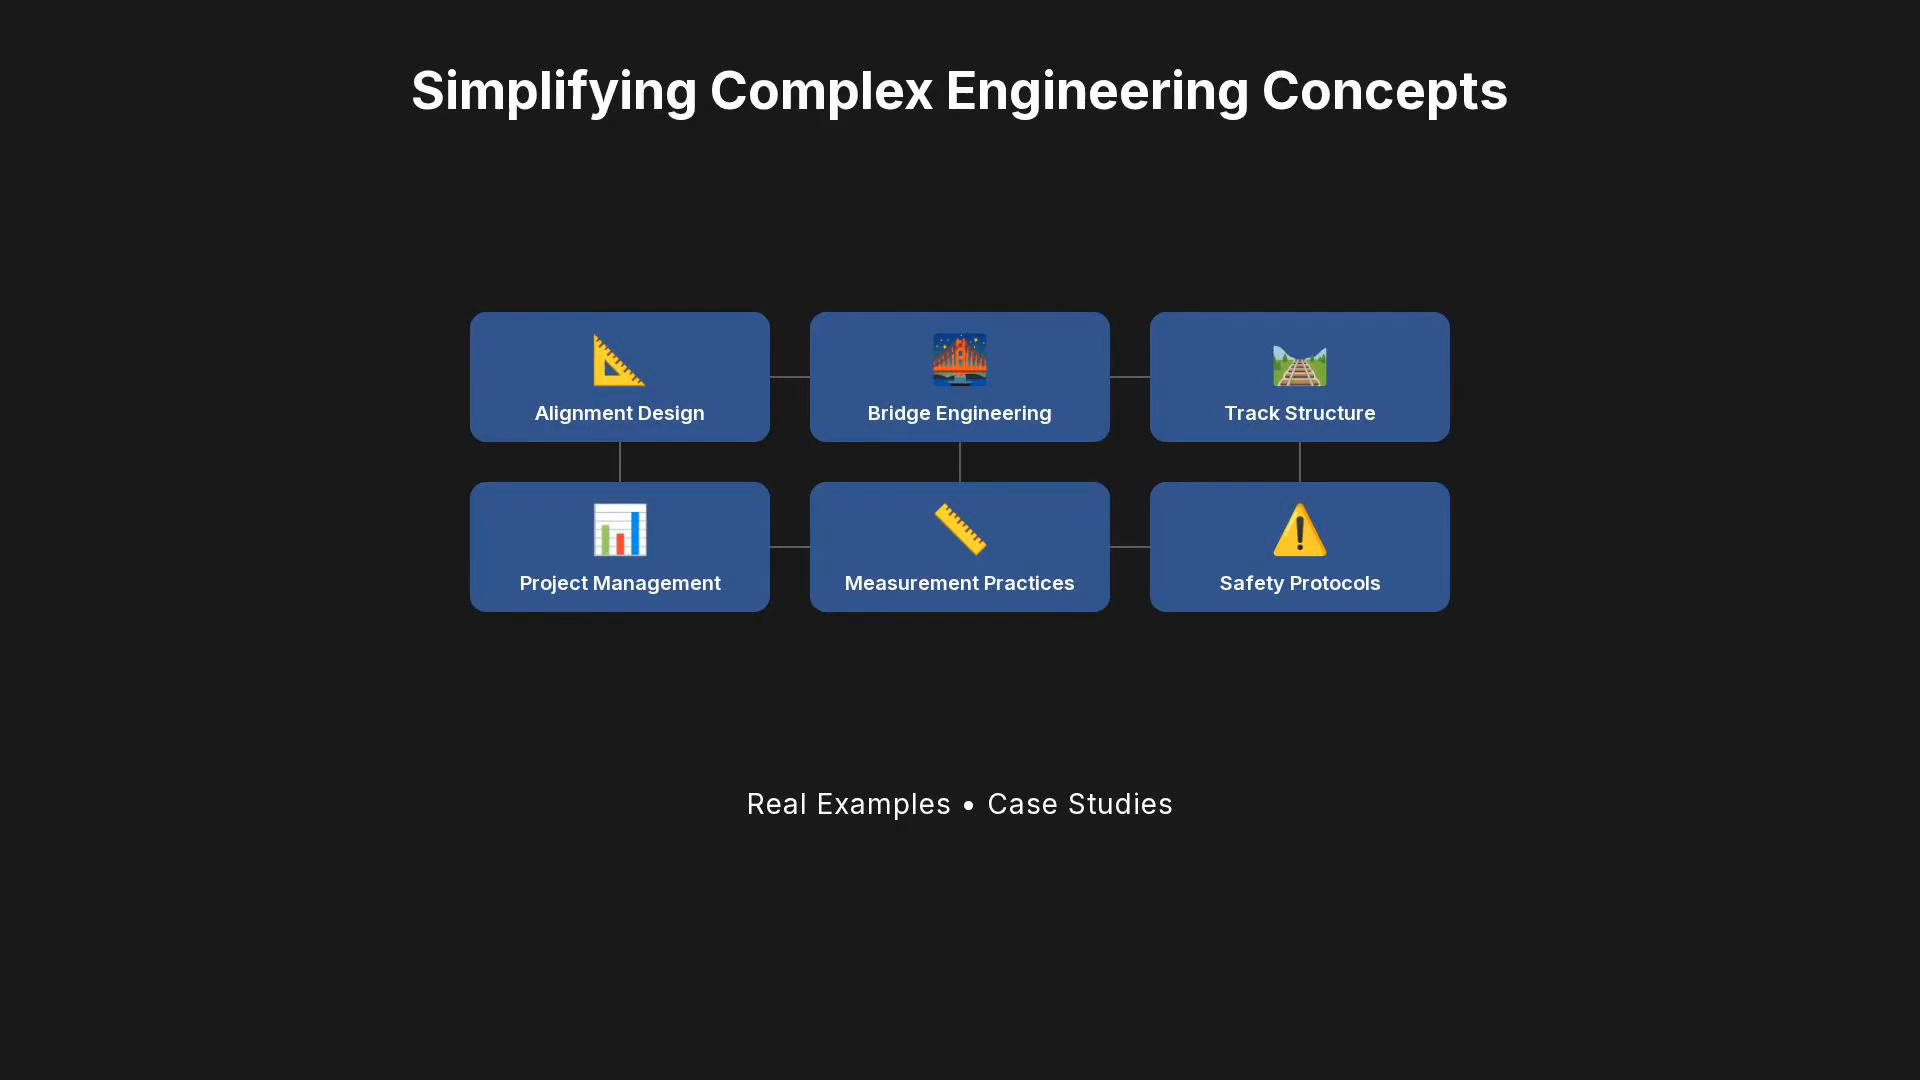 Simplifying Complex Engineering Concepts
Alignment Design
Bridge Engineering
Track Structure
Project Management
Measurement Practices
Safety Protocols
Real Examples • Case Studies